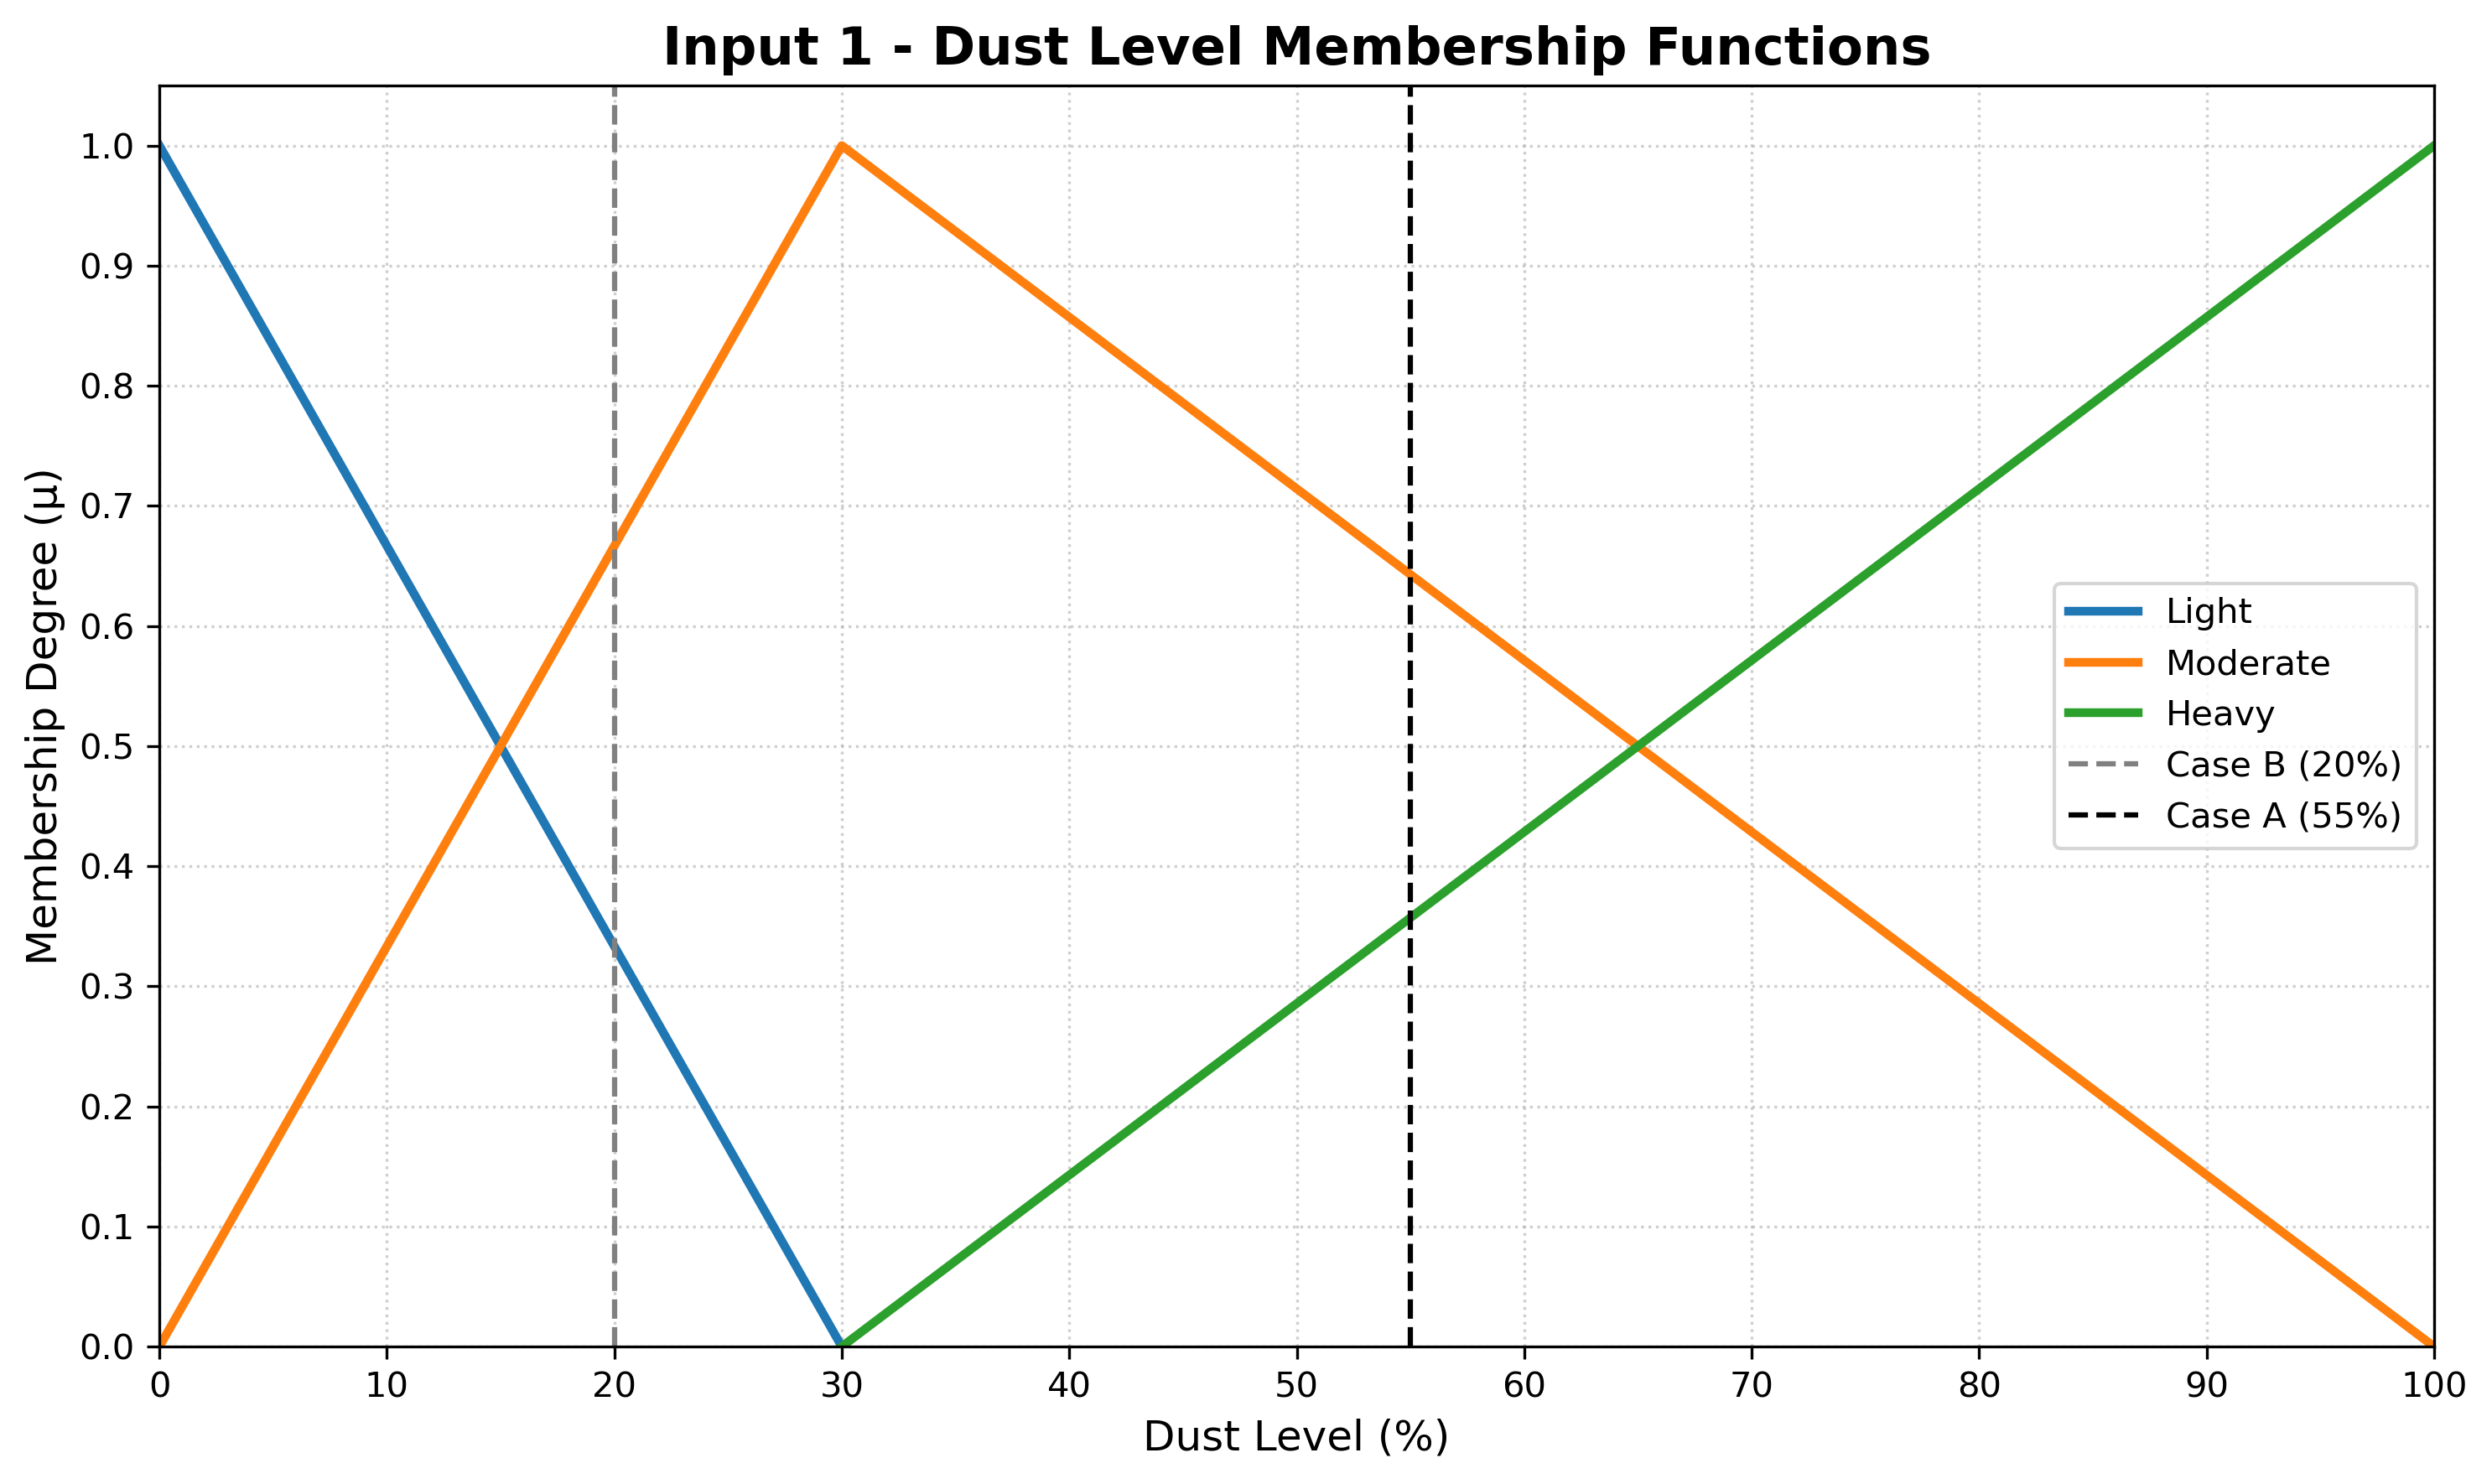 Input 1 - Dust Level Membership Functions
Membership Degree (μ)
1.0
0.9
0.8
0.7
0.6
0.5
0.4
0.3
0.2
0.1
0.0
Light
Moderate
Heavy
Case B (20%)
Case A (55%)
0 10 20 30 40 50 60 70 80 90 100
Dust Level (%)